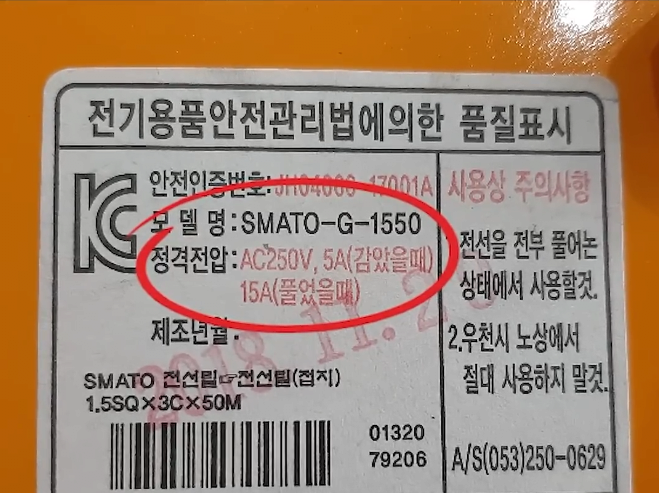 전기용품안전관리법에의한 품질표시
안전인증번호: JH04066-17001A
모 델 명 : SMATO-G-1550
정격전압 : AC250V, 5A(감았을때)
15A(풀었을때)
제조년월 :
2018 11. 2
SMATO 전선릴☞전선릴(접지)
1.5SQ×3C×50M
01320
79206
사용상 주의사항
전선을 전부 풀어논
상태에서 사용할것.
2.우천시 노상에서
절대 사용하지 말것.
A/S(053)250-0629